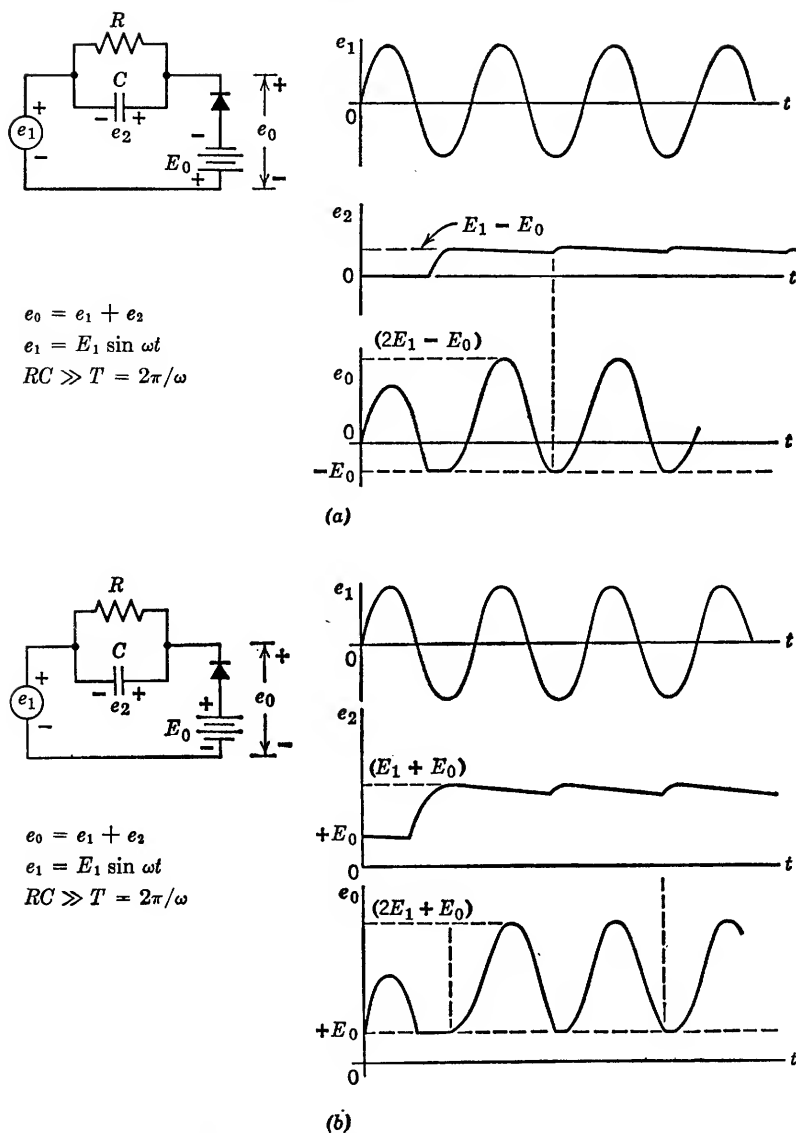 R
C
− e₂ +
e₁
+
−
+
−
E₀
+
e₀
−
e₁
0
t
e₂
E₁ − E₀
0
t
e₀ = e₁ + e₂
e₁ = E₁ sin ωt
RC ≫ T = 2π/ω
(2E₁ − E₀)
e₀
0
t
−E₀
(a)
R
C
− e₂ +
e₁
+
−
+
E₀
−
+
e₀
−
e₁
0
t
e₂
(E₁ + E₀)
+E₀
0
t
e₀ = e₁ + e₂
e₁ = E₁ sin ωt
RC ≫ T = 2π/ω
e₀
(2E₁ + E₀)
+E₀
0
t
(b)